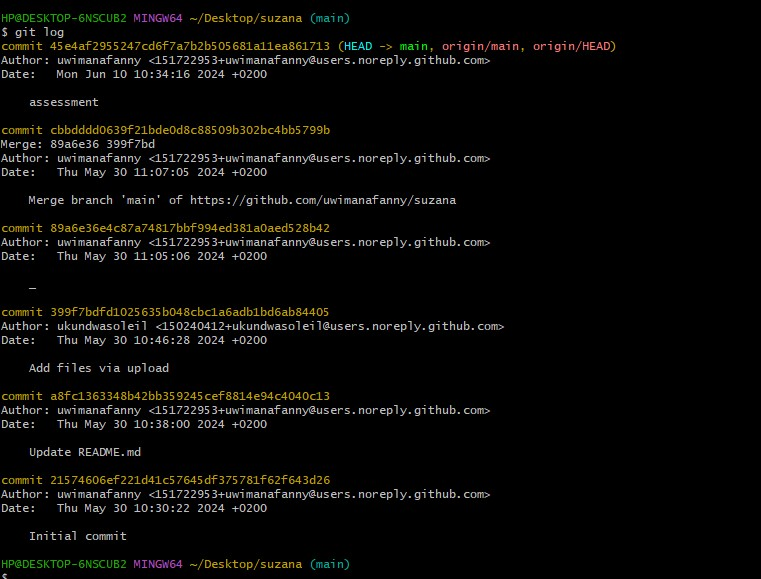 HP@DESKTOP-6NSCUB2 MINGW64 ~/Desktop/suzana (main)
$ git log
commit 45e4af2955247cd6f7a7b2b505681a11ea861713 (HEAD -> main, origin/main, origin/HEAD)
Author: uwimanafanny <151722953+uwimanafanny@users.noreply.github.com>
Date:   Mon Jun 10 10:34:16 2024 +0200

    assessment

commit cbbdddd0639f21bde0d8c88509b302bc4bb5799b
Merge: 89a6e36 399f7bd
Author: uwimanafanny <151722953+uwimanafanny@users.noreply.github.com>
Date:   Thu May 30 11:07:05 2024 +0200

    Merge branch 'main' of https://github.com/uwimanafanny/suzana

commit 89a6e36e4c87a74817bbf994ed381a0aed528b42
Author: uwimanafanny <151722953+uwimanafanny@users.noreply.github.com>
Date:   Thu May 30 11:05:06 2024 +0200

    _

commit 399f7bdfd1025635b048cbc1a6adb1bd6ab84405
Author: ukundwasoleil <150240412+ukundwasoleil@users.noreply.github.com>
Date:   Thu May 30 10:46:28 2024 +0200

    Add files via upload

commit a8fc1363348b42bb359245cef8814e94c4040c13
Author: uwimanafanny <151722953+uwimanafanny@users.noreply.github.com>
Date:   Thu May 30 10:38:00 2024 +0200

    Update README.md

commit 21574606ef221d41c57645df375781f62f643d26
Author: uwimanafanny <151722953+uwimanafanny@users.noreply.github.com>
Date:   Thu May 30 10:30:22 2024 +0200

    Initial commit

HP@DESKTOP-6NSCUB2 MINGW64 ~/Desktop/suzana (main)
$